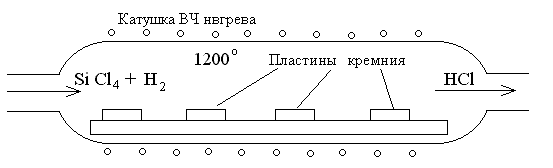 Катушка ВЧ нвгрева
1200°
Пластины кремния
Si Cl₄ + H₂
HCl